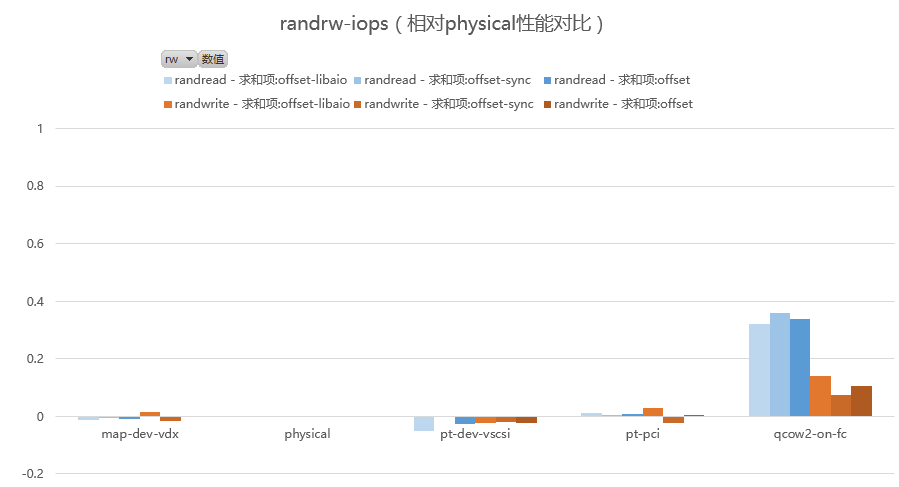 randrw-iops（相对physical性能对比）
rw 数值
randread - 求和项:offset-libaio randread - 求和项:offset-sync randread - 求和项:offset
randwrite - 求和项:offset-libaio randwrite - 求和项:offset-sync randwrite - 求和项:offset
1
0.8
0.6
0.4
0.2
0
map-dev-vdx physical pt-dev-vscsi pt-pci qcow2-on-fc
-0.2